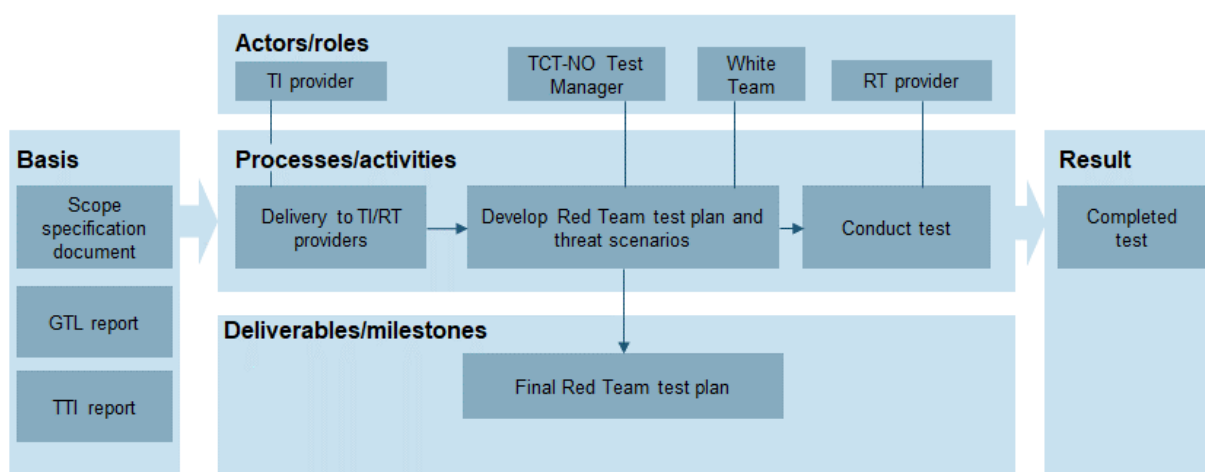 Actors/roles
TI provider
TCT-NO Test
Manager
White
Team
RT provider
Basis
Scope
specification
document
GTL report
TTI report
Processes/activities
Delivery to TI/RT
providers
Develop Red Team test plan and
threat scenarios
Conduct test
Result
Completed
test
Deliverables/milestones
Final Red Team test plan